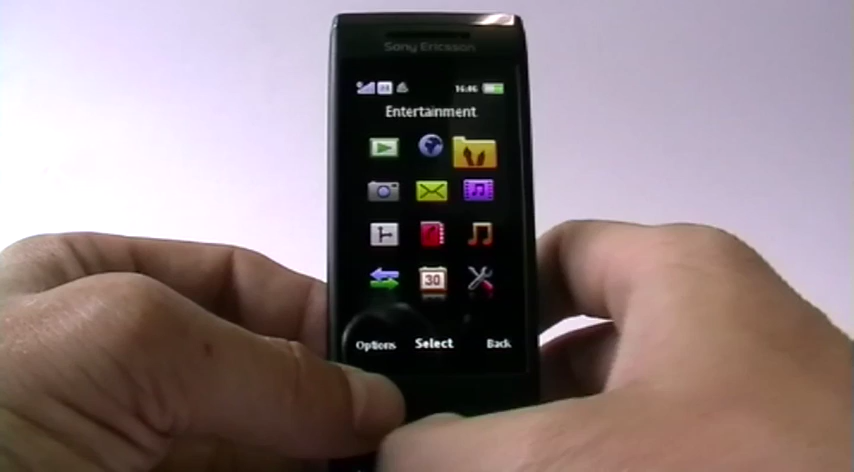 Sony Ericsson
16:46
Entertainment
30
Options Select Back